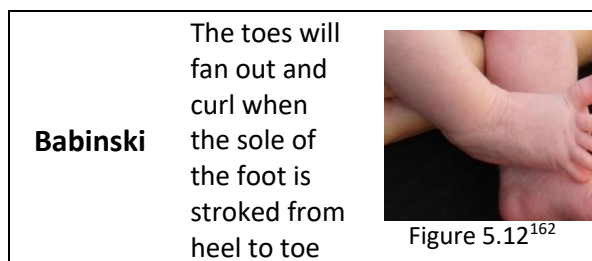 Babinski
The toes will
fan out and
curl when
the sole of
the foot is
stroked from
heel to toe
Figure 5.12162